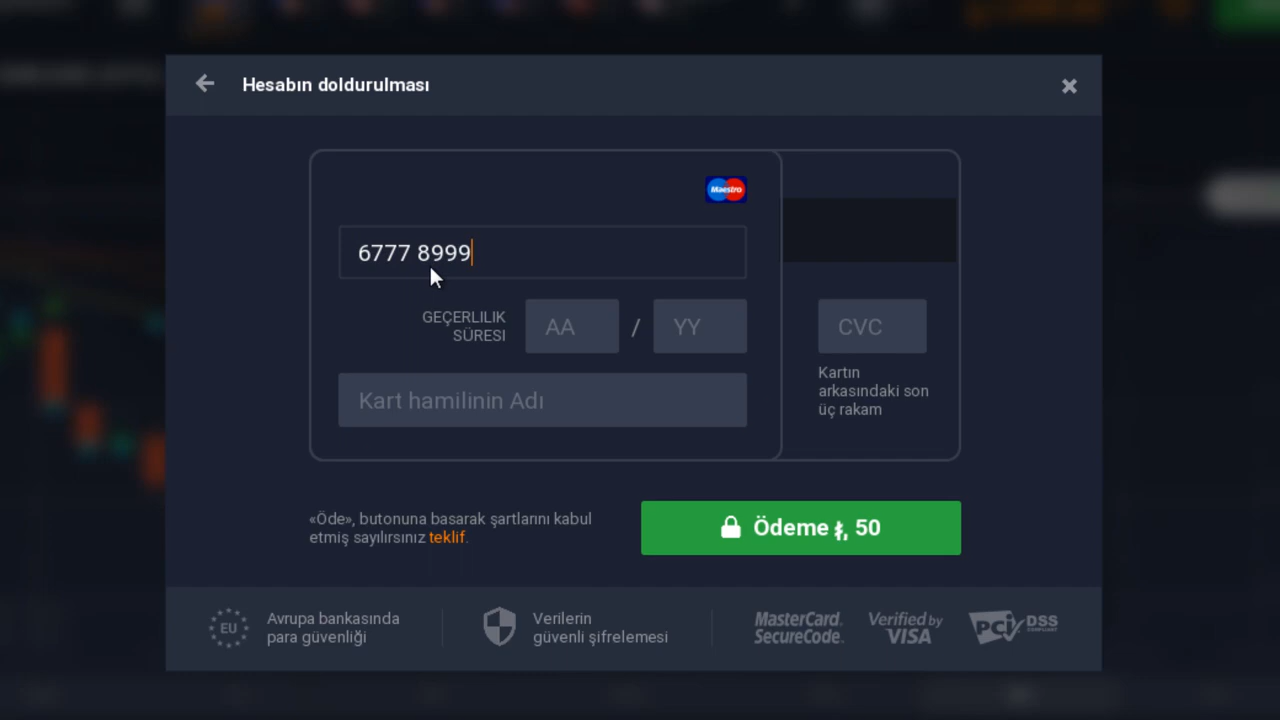 Hesabın doldurulması
Maestro
6777 8999
GEÇERLILIK
SÜRESI
AA / YY
CVC
Kartın
arkasındaki son
üç rakam
Kart hamilinin Adı
«Öde», butonuna basarak şartlarını kabul
etmiş sayılırsınız teklif.
Ödeme ₺, 50
EU
Avrupa bankasında
para güvenliği
Verilerin
güvenli şifrelemesi
MasterCard.
SecureCode.
Verified by
VISA
PCI DSS
COMPLIANT